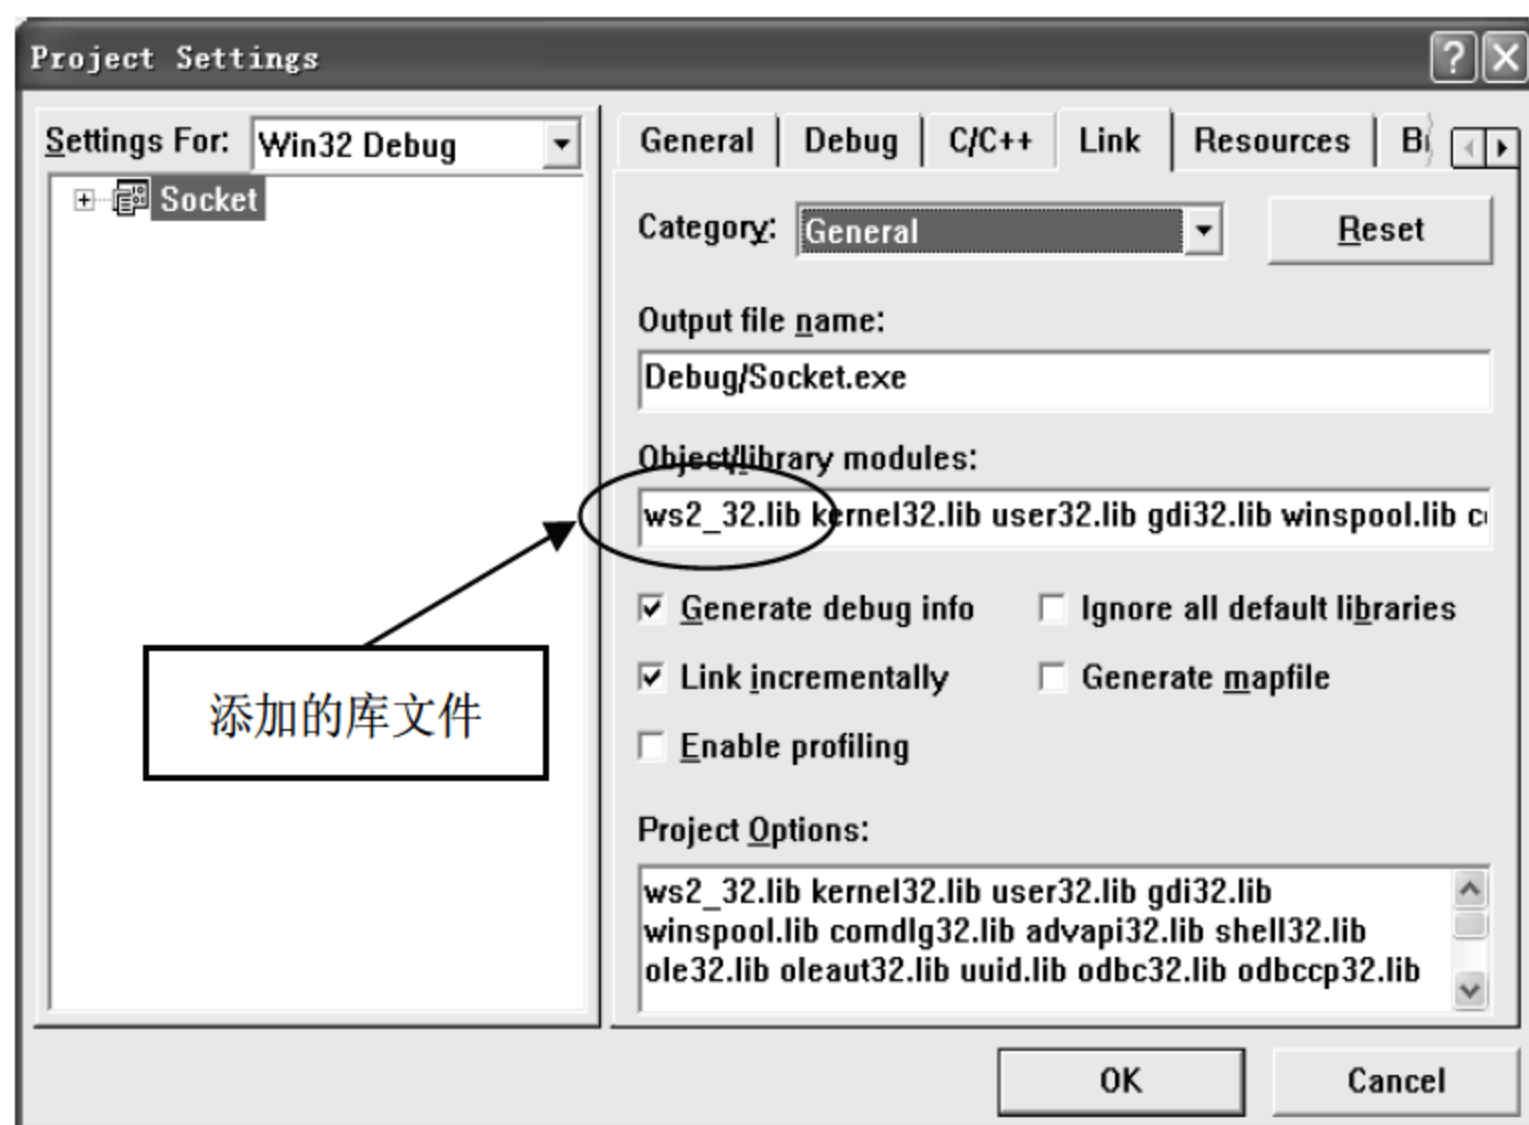 Project Settings
Settings For: Win32 Debug
Socket
General Debug C/C++ Link Resources
Category: General Reset
Output file name:
Debug/Socket.exe
Object/library modules:
ws2_32.lib kernel32.lib user32.lib gdi32.lib winspool.lib
Generate debug info Ignore all default libraries
Link incrementally Generate mapfile
Enable profiling
添加的库文件
Project Options:
ws2_32.lib kernel32.lib user32.lib gdi32.lib
winspool.lib comdlg32.lib advapi32.lib shell32.lib
ole32.lib oleaut32.lib uuid.lib odbc32.lib odbccp32.lib
OK Cancel